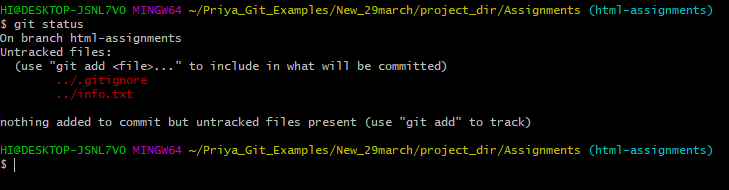 HI@DESKTOP-JSNL7VO MINGW64 ~/Priya_Git_Examples/New_29march/project_dir/Assignments (html-assignments)
$ git status
On branch html-assignments
Untracked files:
  (use "git add <file>..." to include in what will be committed)
        ../.gitignore
        ../info.txt

nothing added to commit but untracked files present (use "git add" to track)

HI@DESKTOP-JSNL7VO MINGW64 ~/Priya_Git_Examples/New_29march/project_dir/Assignments (html-assignments)
$